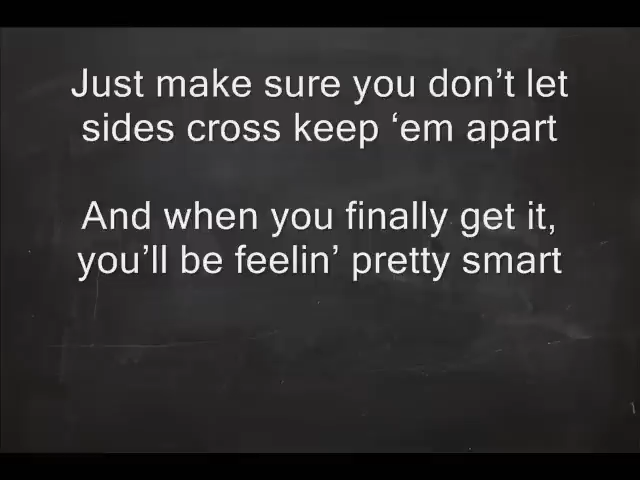 Just make sure you don’t let
sides cross keep ‘em apart
And when you finally get it,
you’ll be feelin’ pretty smart